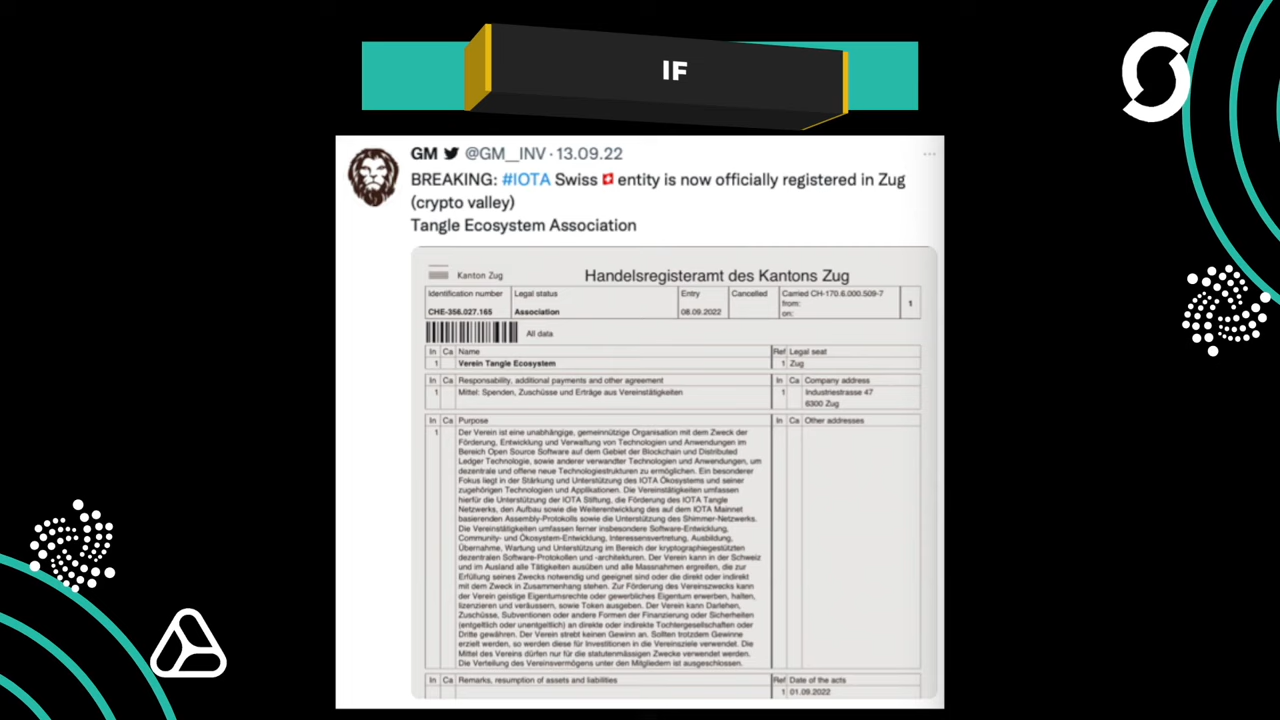 IF
GM @GM__INV · 13.09.22
BREAKING: #IOTA Swiss entity is now officially registered in Zug
(crypto valley)
Tangle Ecosystem Association
Kanton Zug
Handelsregisteramt des Kantons Zug
Identification number Legal status Entry Cancelled Carried CH-170.6.000.509-7
from:
on:
1
CHE-356.027.165 Association 08.09.2022
All data
In Ca Name Ref Legal seat
1 Verein Tangle Ecosystem 1 Zug
In Ca Responsability, additional payments and other agreement In Ca Company address
1 Mittel: Spenden, Zuschüsse und Erträge aus Vereinstätigkeiten 1 Industriestrasse 47
6300 Zug
In Ca Purpose In Ca Other addresses
1 Der Verein ist eine unabhängige, gemeinnützige Organisation mit dem Zweck der
Förderung, Entwicklung und Verwaltung von Technologien und Anwendungen im
Bereich Open Source Software auf dem Gebiet der Blockchain und Distributed
Ledger Technologie, sowie anderer verwandter Technologien und Anwendungen, um
dezentrale und offene neue Technologiestrukturen zu ermöglichen. Ein besonderer
Fokus liegt in der Stärkung und Unterstützung des IOTA Ökosystems und seiner
zugehörigen Technologien und Applikationen. Die Vereinstätigkeiten umfassen
hierfür die Unterstützung der IOTA Stiftung, die Förderung des IOTA Tangle
Netzwerks, den Aufbau sowie die Weiterentwicklung des auf dem IOTA Mainnet
basierenden Assembly-Protokolls sowie die Unterstützung des Shimmer-Netzwerks.
Die Vereinstätigkeiten umfassen ferner insbesondere Software-Entwicklung,
Community- und Ökosystem-Entwicklung, Interessensvertretung, Ausbildung,
Übernahme, Wartung und Unterstützung im Bereich der kryptographiegestützten
dezentralen Software-Protokollen und -architekturen. Der Verein kann in der Schweiz
und im Ausland alle Tätigkeiten ausüben und alle Massnahmen ergreifen, die zur
Erfüllung seines Zwecks notwendig und geeignet sind oder die direkt oder indirekt
mit dem Zweck in Zusammenhang stehen. Zur Förderung des Vereinszwecks kann
der Verein geistige Eigentumsrechte oder gewerbliches Eigentum erwerben, halten,
lizenzieren und veräussern, sowie Token ausgeben. Der Verein kann Darlehen,
Zuschüsse, Subventionen oder andere Formen der Finanzierung oder Sicherheiten
(entgeltlich oder unentgeltlich) an direkte oder indirekte Tochtergesellschaften oder
Dritte gewähren. Der Verein strebt keinen Gewinn an. Sollten trotzdem Gewinne
erzielt werden, so werden diese für Investitionen in die Vereinsziele verwendet. Die
Mittel des Vereins dürfen nur für die statutenmässigen Zwecke verwendet werden.
Die Verteilung des Vereinsvermögens unter den Mitgliedern ist ausgeschlossen.
In Ca Remarks, resumption of assets and liabilities Ref Date of the acts
1 01.09.2022